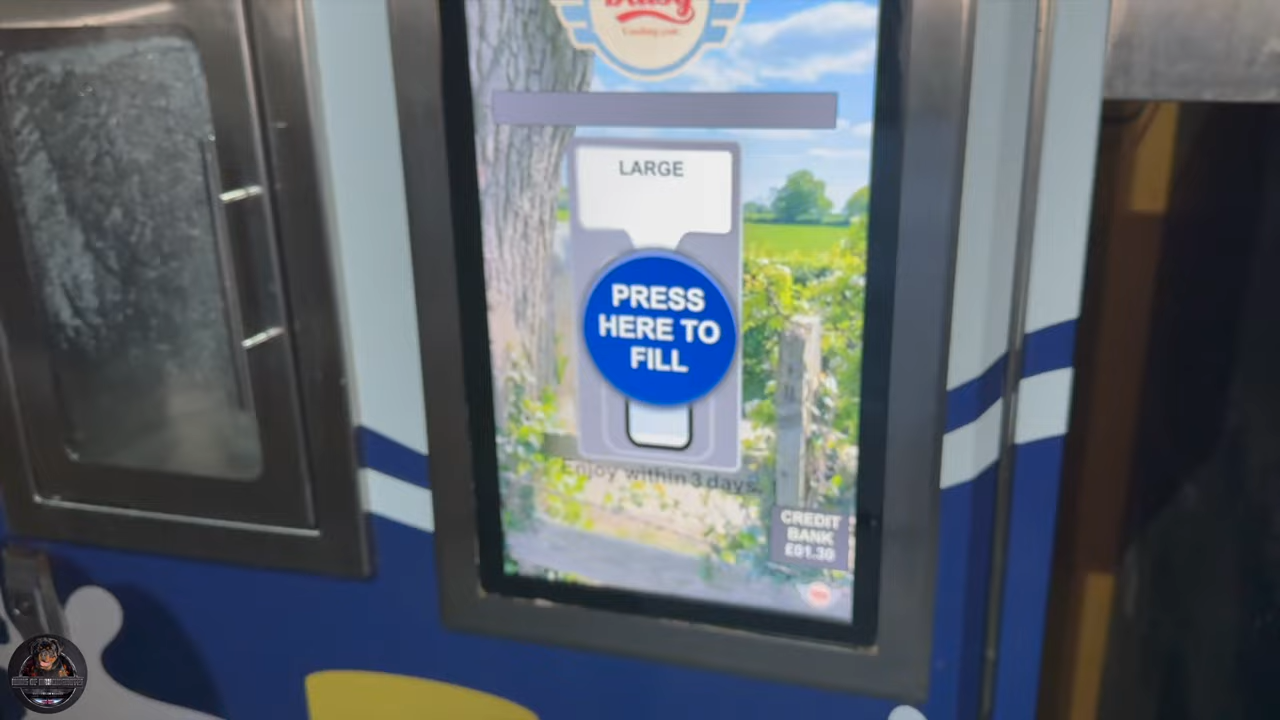 LARGE
PRESS
HERE TO
FILL
Enjoy within 3 days.
CREDIT
BANK
£01.30